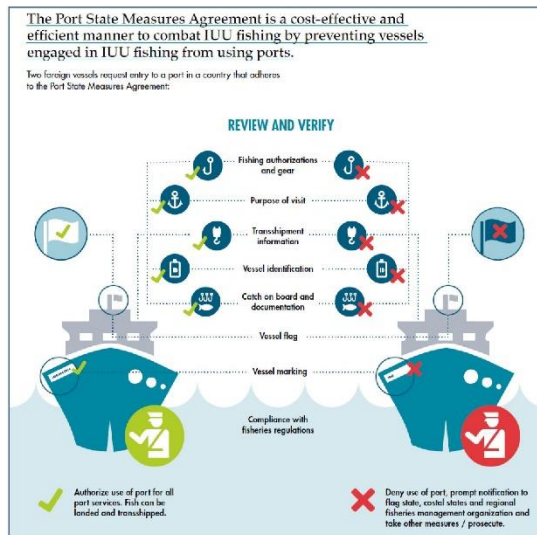 The Port State Measures Agreement is a cost-effective and
efficient manner to combat IUU fishing by preventing vessels
engaged in IUU fishing from using ports.
Two foreign vessels request entry to a port in a country that adheres
to the Port State Measures Agreement:
REVIEW AND VERIFY
Fishing authorizations
and gear
Purpose of visit
Transshipment
information
Vessel identification
Catch on board and
documentation
Vessel flag
Vessel marking
Compliance with
fisheries regulations
Authorize use of port for all
port services. Fish can be
landed and transshipped.
Deny use of port, prompt notification to
flag state, costal states and regional
fisheries management organization and
take other measures / prosecute.